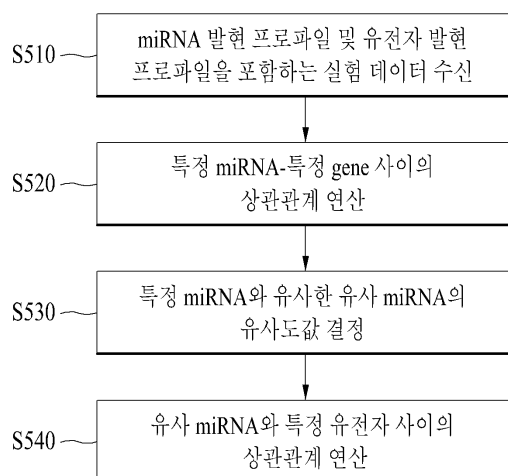 S510
miRNA 발현 프로파일 및 유전자 발현
프로파일을 포함하는 실험 데이터 수신
S520
특정 miRNA-특정 gene 사이의
상관관계 연산
S530
특정 miRNA와 유사한 유사 miRNA의
유사도값 결정
S540
유사 miRNA와 특정 유전자 사이의
상관관계 연산